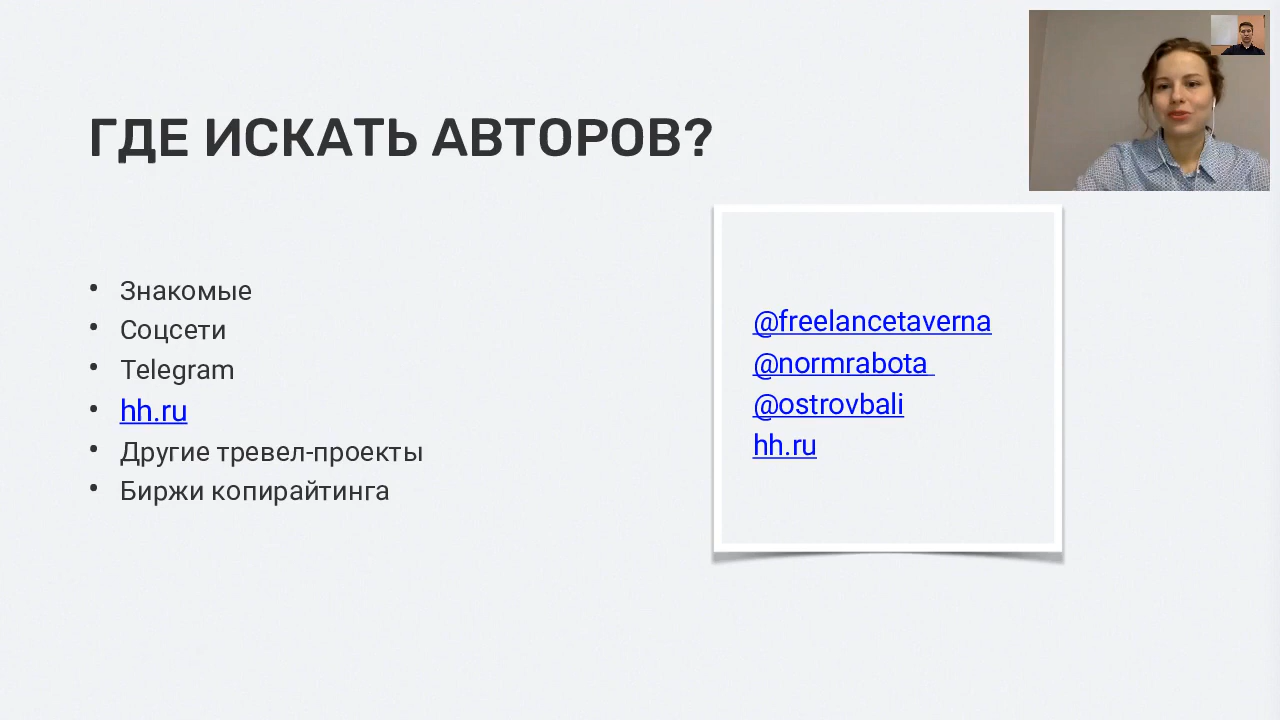 ГДЕ ИСКАТЬ АВТОРОВ?
Знакомые
Соцсети
Telegram
hh.ru
Другие тревел-проекты
Биржи копирайтинга
@freelancetaverna
@normrabota
@ostrovbali
hh.ru